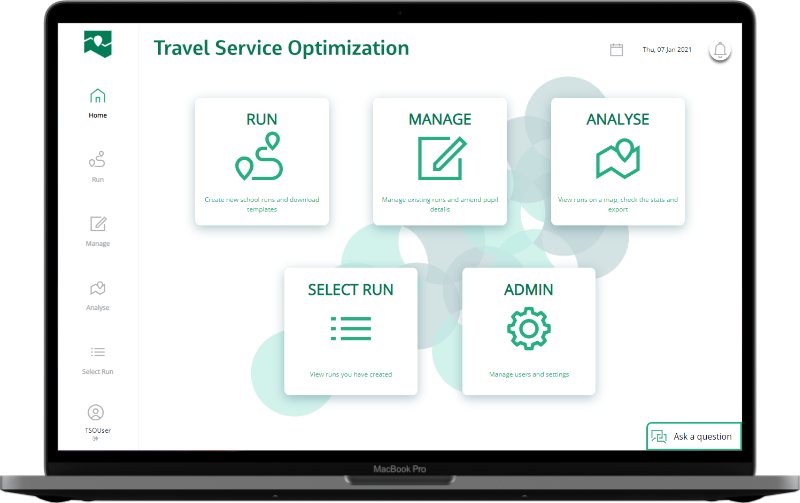 Travel Service Optimization
Thu, 07 Jan 2021
Home
Run
Manage
Analyse
Select Run
TSOUser
RUN
Create new school runs and download
templates
MANAGE
Manage existing runs and amend pupil
details
ANALYSE
View runs on a map, check the stats and
export
SELECT RUN
View runs you have created
ADMIN
Manage users and settings
Ask a question
MacBook Pro